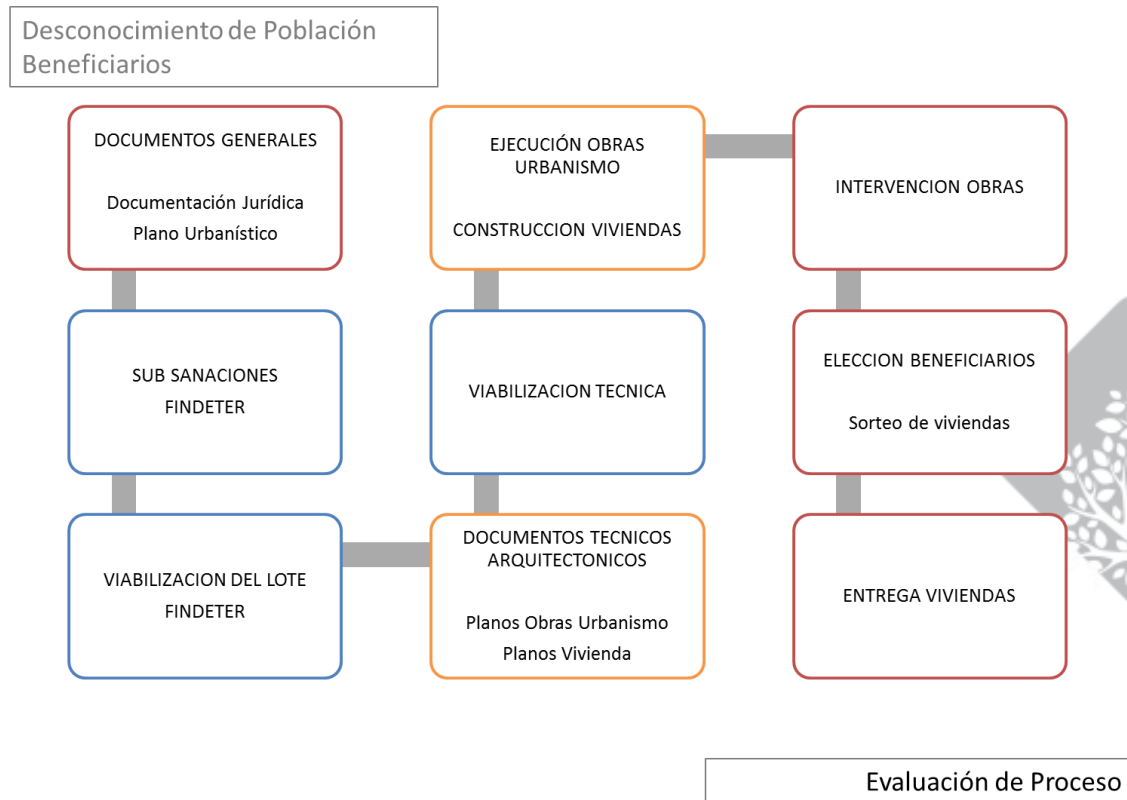 Desconocimiento de Población
Beneficiarios
DOCUMENTOS GENERALES
Documentación Jurídica
Plano Urbanístico
SUB SANACIONES
FINDETER
VIABILIZACION DEL LOTE
FINDETER
DOCUMENTOS TECNICOS
ARQUITECTONICOS
Planos Obras Urbanismo
Planos Vivienda
VIABILIZACION TECNICA
EJECUCIÓN OBRAS
URBANISMO
CONSTRUCCION VIVIENDAS
INTERVENCION OBRAS
ELECCION BENEFICIARIOS
Sorteo de viviendas
ENTREGA VIVIENDAS
Evaluación de Proceso